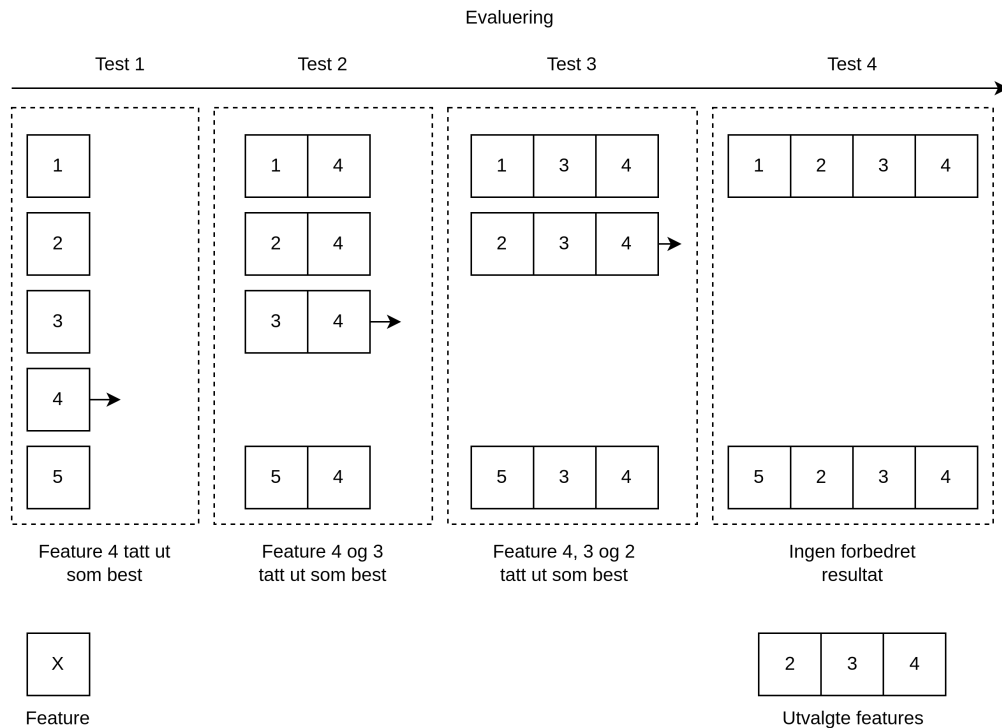 Evaluering
Test 1 Test 2 Test 3 Test 4
1 1 4 1 3 4 1 2 3 4
2 2 4 2 3 4
3 3 4
4
5 5 4 5 3 4 5 2 3 4
Feature 4 tatt ut Feature 4 og 3 Feature 4, 3 og 2 Ingen forbedret
som best tatt ut som best tatt ut som best resultat
X 2 3 4
Feature Utvalgte features